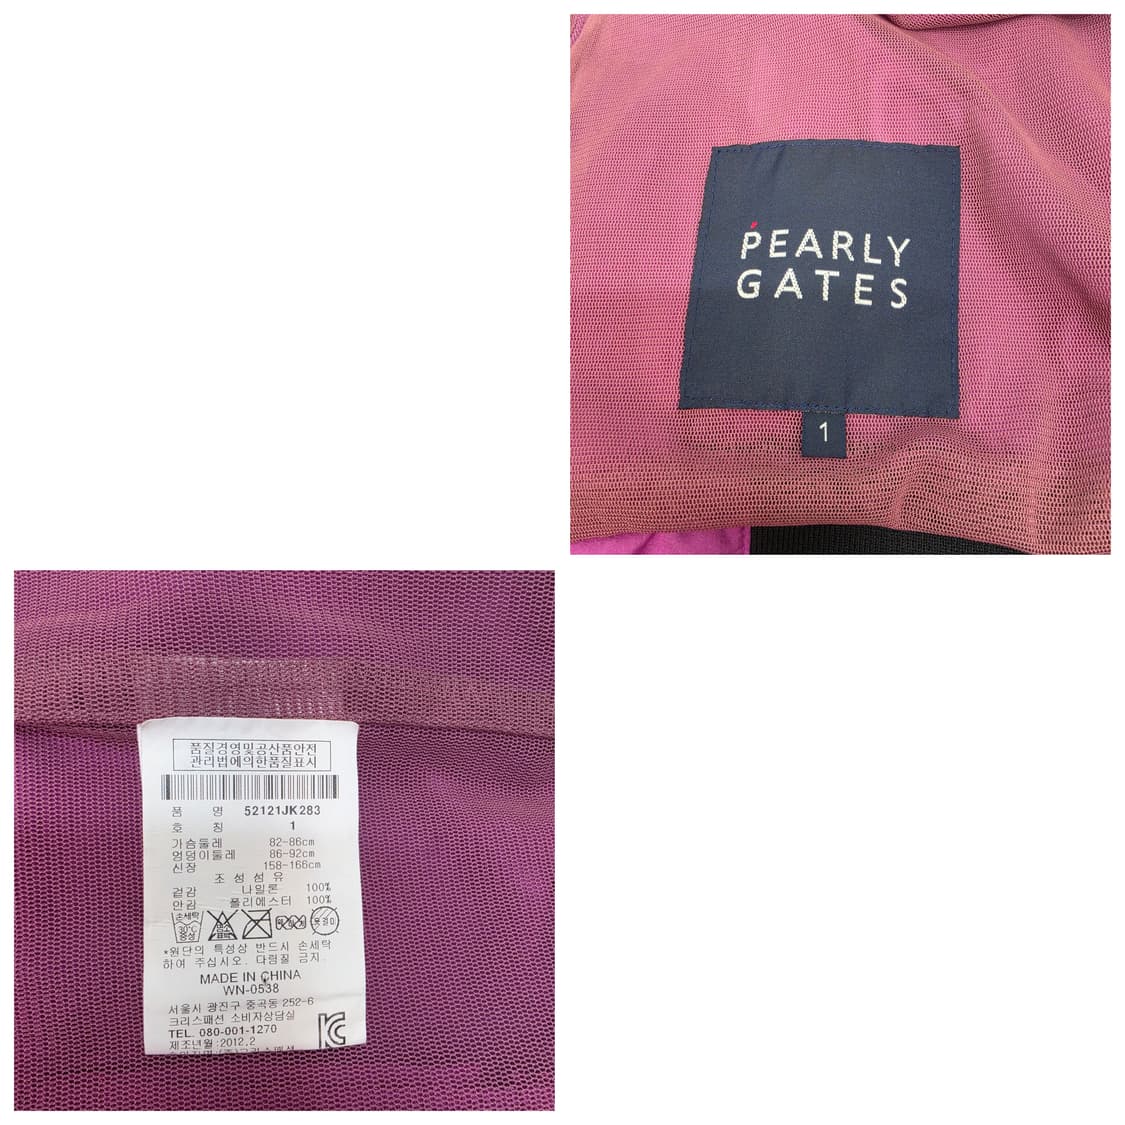 PEARLY
GATES
1
품질경영및공산품안전
관리법에의한품질표시
품 명 52121JK283
호 칭 1
가슴둘레 82-86cm
엉덩이둘레 86-92cm
신장 158-166cm
조 성 섬 유
겉감 나일론 100%
안감 폴리에스터 100%
손세탁
30℃
중성
*원단의 특성상 반드시 손세탁
하여 주십시오. 다림질 금지.
MADE IN CHINA
WN-0538
서울시 광진구 중곡동 252-6
크리스패션 소비자상담실
TEL. 080-001-1270
제조년월:2012.2